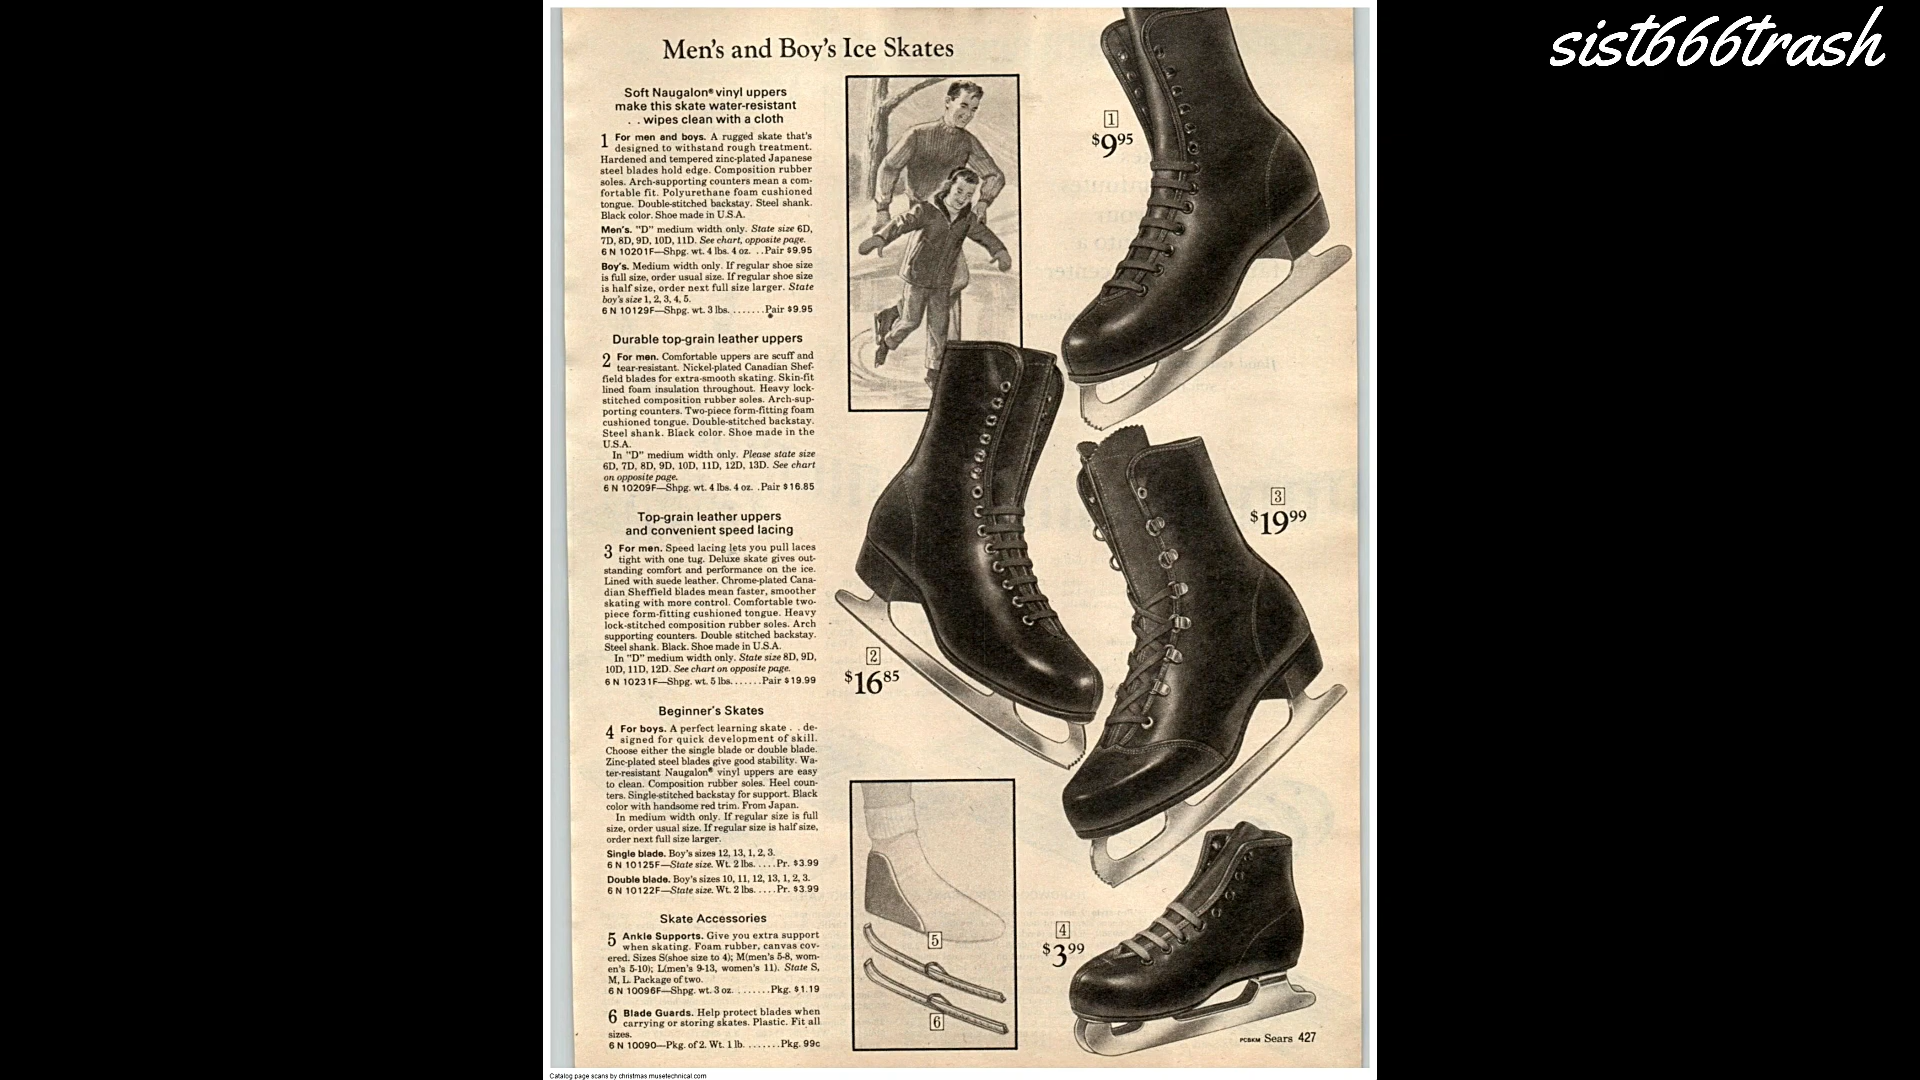 sist666trash
Men's and Boy's Ice Skates
Soft Naugalon® vinyl uppers
make this skate water-resistant
. . wipes clean with a cloth
1 For men and boys. A rugged skate that's
designed to withstand rough treatment.
Hardened and tempered zinc-plated Japanese
steel blades hold edge. Composition rubber
soles. Arch-supporting counters mean a com-
fortable fit. Polyurethane foam cushioned
tongue. Double-stitched backstay. Steel shank.
Black color. Shoe made in U.S.A.
Men's. "D" medium width only. State size 6D,
7D, 8D, 9D, 10D, 11D. See chart, opposite page.
6 N 10201F—Shpg. wt. 4 lbs. 4 oz. . .Pair $9.95
Boy's. Medium width only. If regular shoe size
is full size, order usual size. If regular shoe size
is half size, order next full size larger. State
boy's size 1, 2, 3, 4, 5.
6 N 10129F—Shpg. wt. 3 lbs. . . . . . . .Pair $9.95
Durable top-grain leather uppers
2 For men. Comfortable uppers are scuff and
tear-resistant. Nickel-plated Canadian Shef-
field blades for extra-smooth skating. Skin-fit
lined foam insulation throughout. Heavy lock-
stitched composition rubber soles. Arch-sup-
porting counters. Two-piece form-fitting foam
cushioned tongue. Double-stitched backstay.
Steel shank. Black color. Shoe made in the
U.S.A.
In "D" medium width only. Please state size
6D, 7D, 8D, 9D, 10D, 11D, 12D, 13D. See chart
on opposite page.
6 N 10209F—Shpg. wt. 4 lbs. 4 oz. .Pair $16.85
Top-grain leather uppers
and convenient speed lacing
3 For men. Speed lacing lets you pull laces
tight with one tug. Deluxe skate gives out-
standing comfort and performance on the ice.
Lined with suede leather. Chrome-plated Cana-
dian Sheffield blades mean faster, smoother
skating with more control. Comfortable two-
piece form-fitting cushioned tongue. Heavy
lock-stitched composition rubber soles. Arch
supporting counters. Double stitched backstay.
Steel shank. Black. Shoe made in U.S.A.
In "D" medium width only. State size 8D, 9D,
10D, 11D, 12D. See chart on opposite page.
6 N 10231F—Shpg. wt. 5 lbs. . . . . . .Pair $19.99
Beginner's Skates
4 For boys. A perfect learning skate . . de-
signed for quick development of skill.
Choose either the single blade or double blade.
Zinc-plated steel blades give good stability. Wa-
ter-resistant Naugalon® vinyl uppers are easy
to clean. Composition rubber soles. Heel coun-
ters. Single-stitched backstay for support. Black
color with handsome red trim. From Japan.
In medium width only. If regular size is full
size, order usual size. If regular size is half size,
order next full size larger.
Single blade. Boy's sizes 12, 13, 1, 2, 3.
6 N 10125F—State size. Wt. 2 lbs. . . . .Pr. $3.99
Double blade. Boy's sizes 10, 11, 12, 13, 1, 2, 3.
6 N 10122F—State size. Wt. 2 lbs. . . . .Pr. $3.99
Skate Accessories
5 Ankle Supports. Give you extra support
when skating. Foam rubber, canvas cov-
ered. Sizes S(shoe size to 4); M(men's 5-8, wom-
en's 5-10); L(men's 9-13, women's 11). State S,
M, L. Package of two.
6 N 10096F—Shpg. wt. 3 oz. . . . . . . .Pkg. $1.19
6 Blade Guards. Help protect blades when
carrying or storing skates. Plastic. Fit all
sizes.
6 N 10090—Pkg. of 2. Wt. 1 lb. . . . . . . .Pkg. 99c
1
$9.95
3
$19.99
2
$16.85
5
6
4
$3.99
PCBKM Sears 427
Catalog page scans by christmas.musetechnical.com